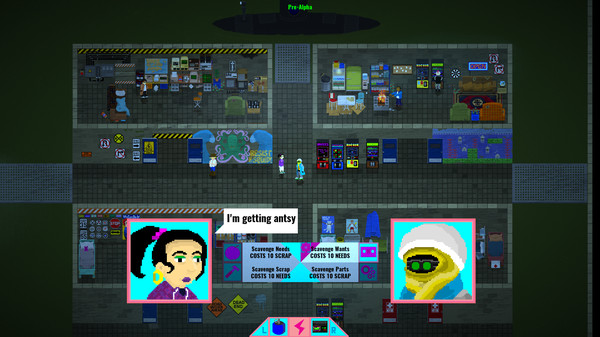 Pre-Alpha
I'm getting antsy
Scavenge Needs
COSTS 10 SCRAP
Scavenge Wants
COSTS 10 NEEDS
Scavenge Scrap
COSTS 10 NEEDS
Scavenge Parts
COSTS 10 SCRAP
L
R